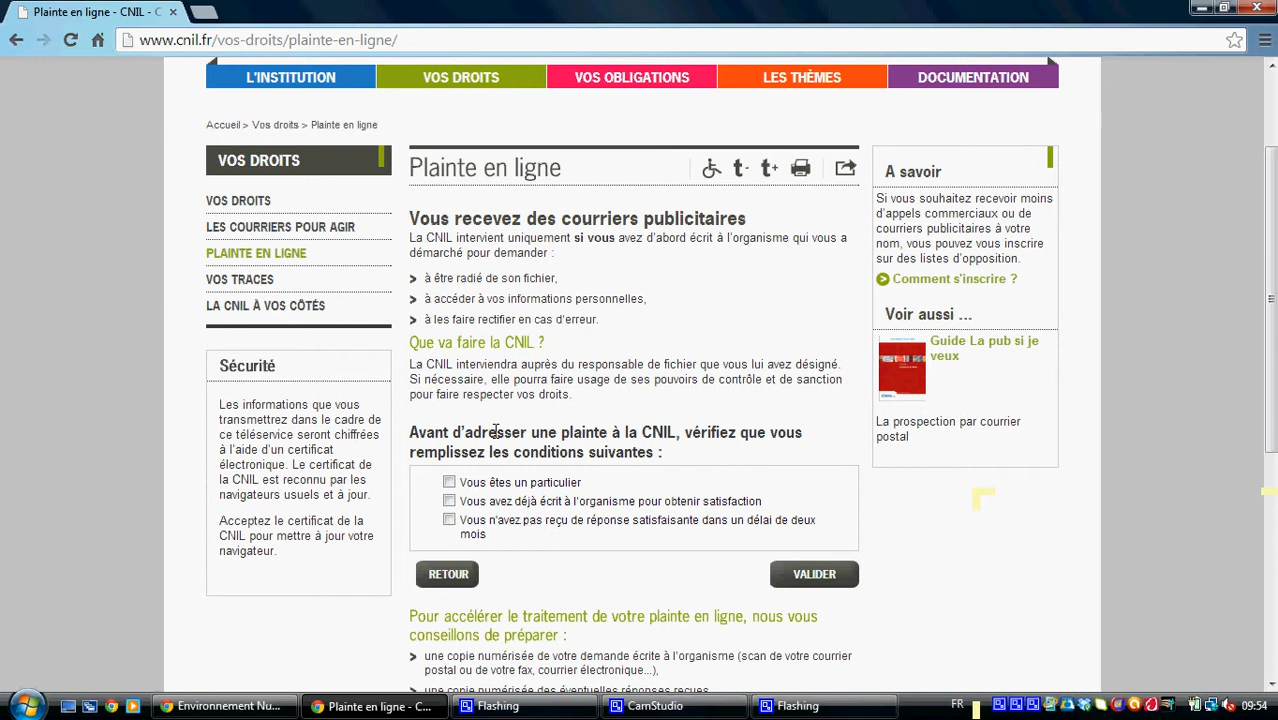 Plainte en ligne - CNIL - C
www.cnil.fr/vos-droits/plainte-en-ligne/
L'INSTITUTION
VOS DROITS
VOS OBLIGATIONS
LES THÈMES
DOCUMENTATION
Accueil > Vos droits > Plainte en ligne
VOS DROITS
VOS DROITS
LES COURRIERS POUR AGIR
PLAINTE EN LIGNE
VOS TRACES
LA CNIL À VOS CÔTÉS
Sécurité
Les informations que vous
transmettrez dans le cadre de
ce téléservice seront chiffrées
à l'aide d'un certificat
électronique. Le certificat de
la CNIL est reconnu par les
navigateurs usuels et à jour.
Acceptez le certificat de la
CNIL pour mettre à jour votre
navigateur.
Plainte en ligne
t-
t+
Vous recevez des courriers publicitaires
La CNIL intervient uniquement si vous avez d'abord écrit à l'organisme qui vous a
démarché pour demander :
à être radié de son fichier,
à accéder à vos informations personnelles,
à les faire rectifier en cas d'erreur.
Que va faire la CNIL ?
La CNIL interviendra auprès du responsable de fichier que vous lui avez désigné.
Si nécessaire, elle pourra faire usage de ses pouvoirs de contrôle et de sanction
pour faire respecter vos droits.
Avant d'adresser une plainte à la CNIL, vérifiez que vous
remplissez les conditions suivantes :
Vous êtes un particulier
Vous avez déjà écrit à l'organisme pour obtenir satisfaction
Vous n'avez pas reçu de réponse satisfaisante dans un délai de deux
mois
RETOUR
VALIDER
Pour accélérer le traitement de votre plainte en ligne, nous vous
conseillons de préparer :
une copie numérisée de votre demande écrite à l'organisme (scan de votre courrier
postal ou de votre fax, courrier électronique...),
une copie numérisée des éventuelles réponses reçues
A savoir
Si vous souhaitez recevoir moins
d'appels commerciaux ou de
courriers publicitaires à votre
nom, vous pouvez vous inscrire
sur des listes d'opposition.
Comment s'inscrire ?
Voir aussi ...
Guide La pub si je
veux
La prospection par courrier
postal
Environnement Nu...
Plainte en ligne - C...
Flashing
CamStudio
Flashing
FR
09:54